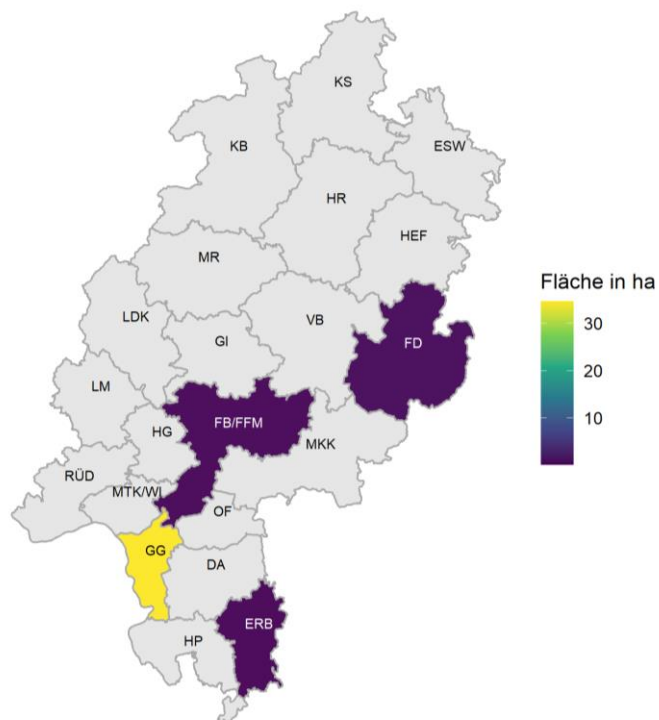 KS
KB
ESW
HR
HEF
MR
LDK
VB
GI
FD
LM
FB/FFM
HG
MKK
RÜD
MTK/WI
OF
GG
DA
ERB
HP
Fläche in ha
30
20
10